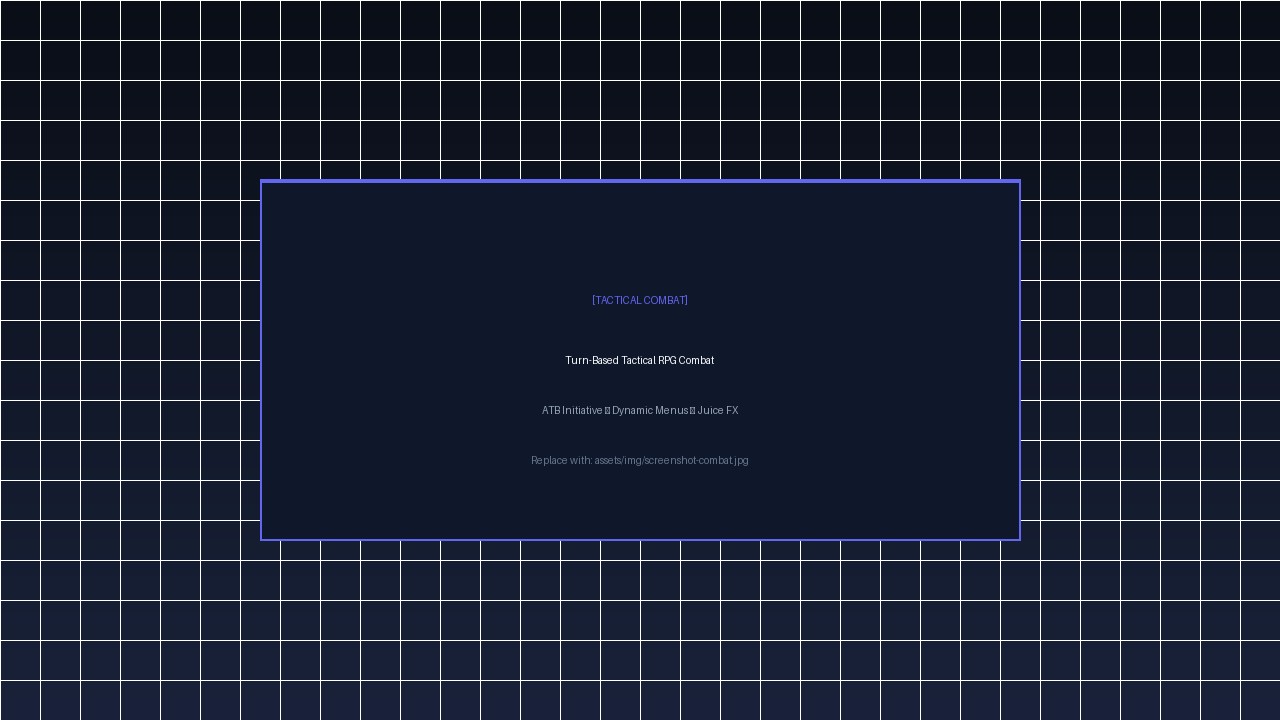 [TACTICAL COMBAT]
Turn-Based Tactical RPG Combat
ATB Initiative ▯ Dynamic Menus ▯ Juice FX
Replace with: assets/img/screenshot-combat.jpg